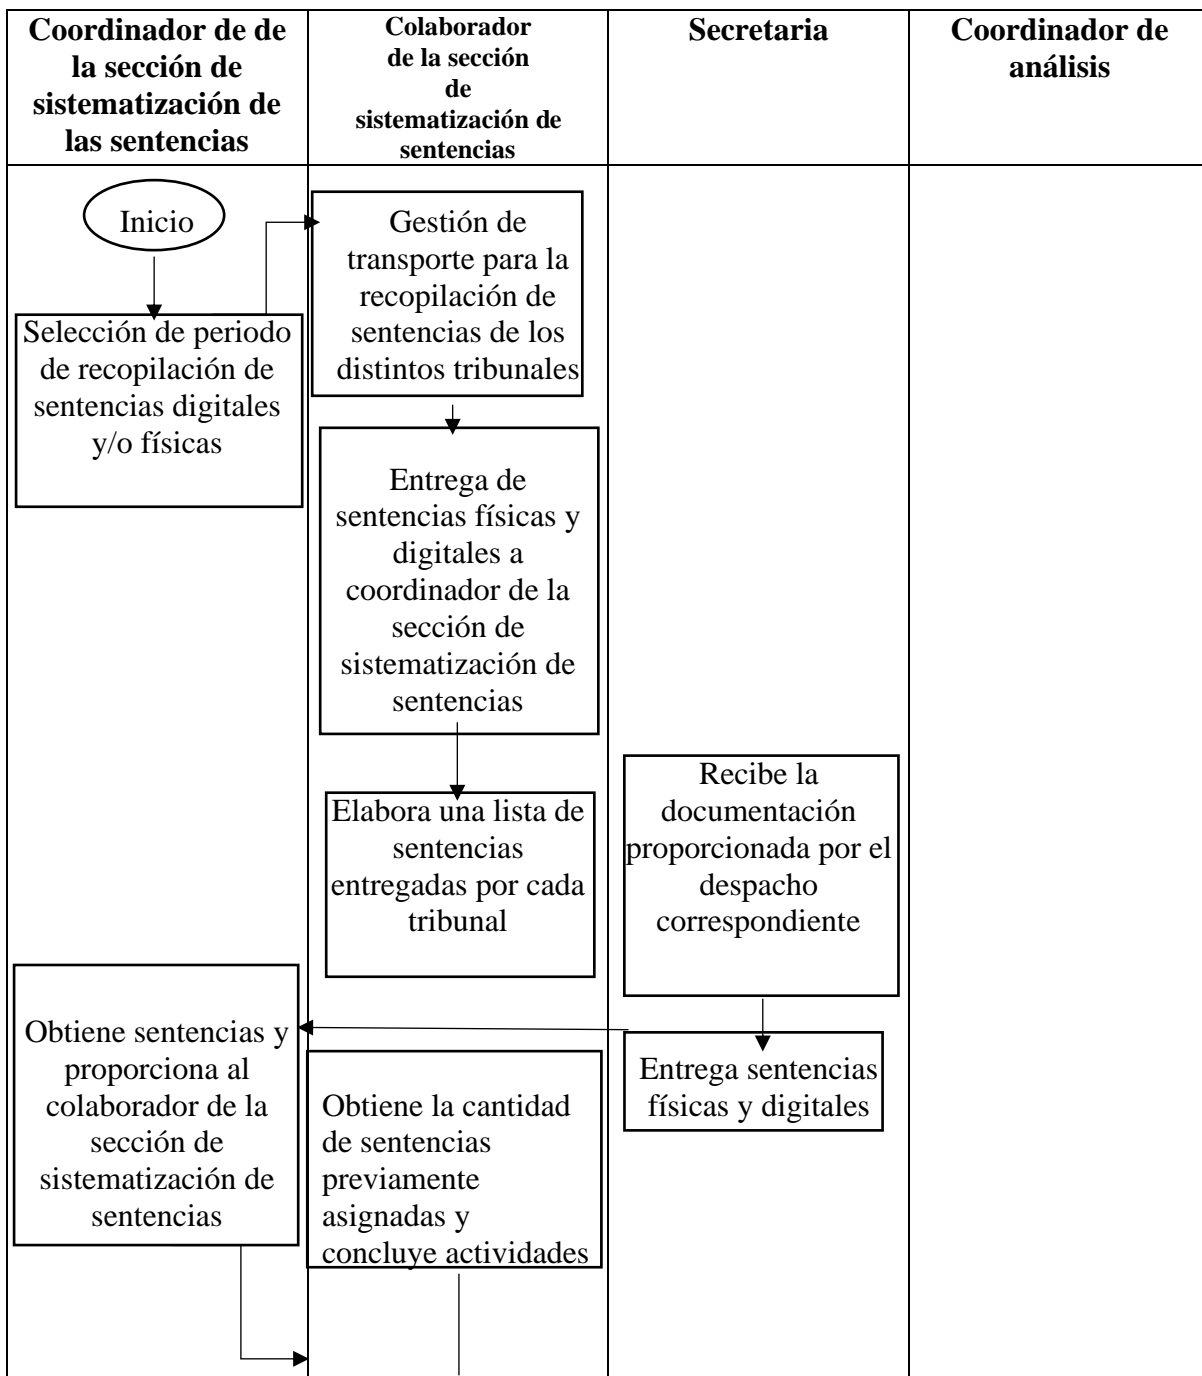 Coordinador de de
la sección de
sistematización de
las sentencias
Colaborador
de la sección
de
sistematización de
sentencias
Secretaria
Coordinador de
análisis
Inicio
Selección de periodo
de recopilación de
sentencias digitales
y/o físicas
Gestión de
transporte para la
recopilación de
sentencias de los
distintos tribunales
Entrega de
sentencias físicas y
digitales a
coordinador de la
sección de
sistematización de
sentencias
Elabora una lista de
sentencias
entregadas por cada
tribunal
Recibe la
documentación
proporcionada por el
despacho
correspondiente
Entrega sentencias
físicas y digitales
Obtiene sentencias y
proporciona al
colaborador de la
sección de
sistematización de
sentencias
Obtiene la cantidad
de sentencias
previamente
asignadas y
concluye actividades